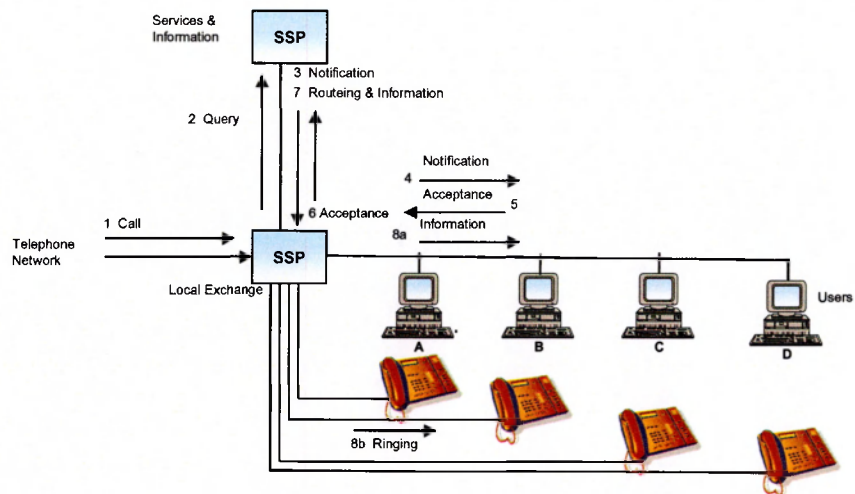 Services &
Information
SSP
3 Notification
7 Routeing & Information
2 Query
Notification
4
Acceptance
5
6 Acceptance
Information
8a
1 Call
Telephone
Network
SSP
Local Exchange
Users
A
B
C
D
8b Ringing